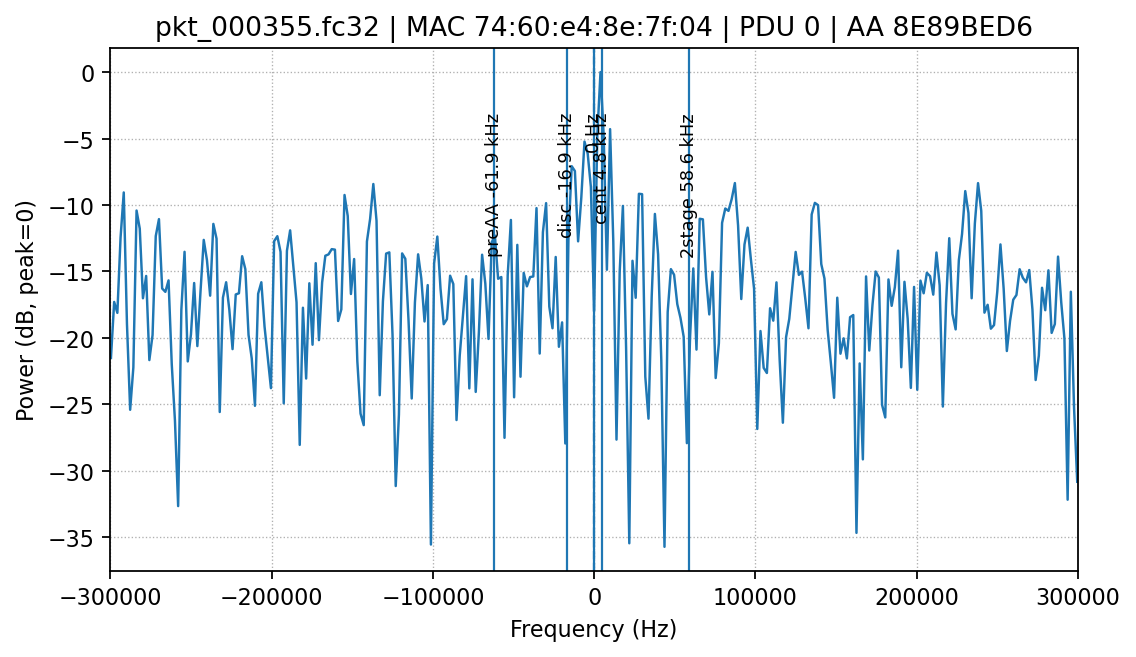 pkt_000355.fc32 | MAC 74:60:e4:8e:7f:04 | PDU 0 | AA 8E89BED6
Power (dB, peak=0)
0
−5
−10
−15
−20
−25
−30
−35
preAA -61.9 kHz
disc -16.9 kHz
0 Hz
cent 4.8 kHz
2stage 58.6 kHz
−300000
−200000
−100000
0
100000
200000
300000
Frequency (Hz)